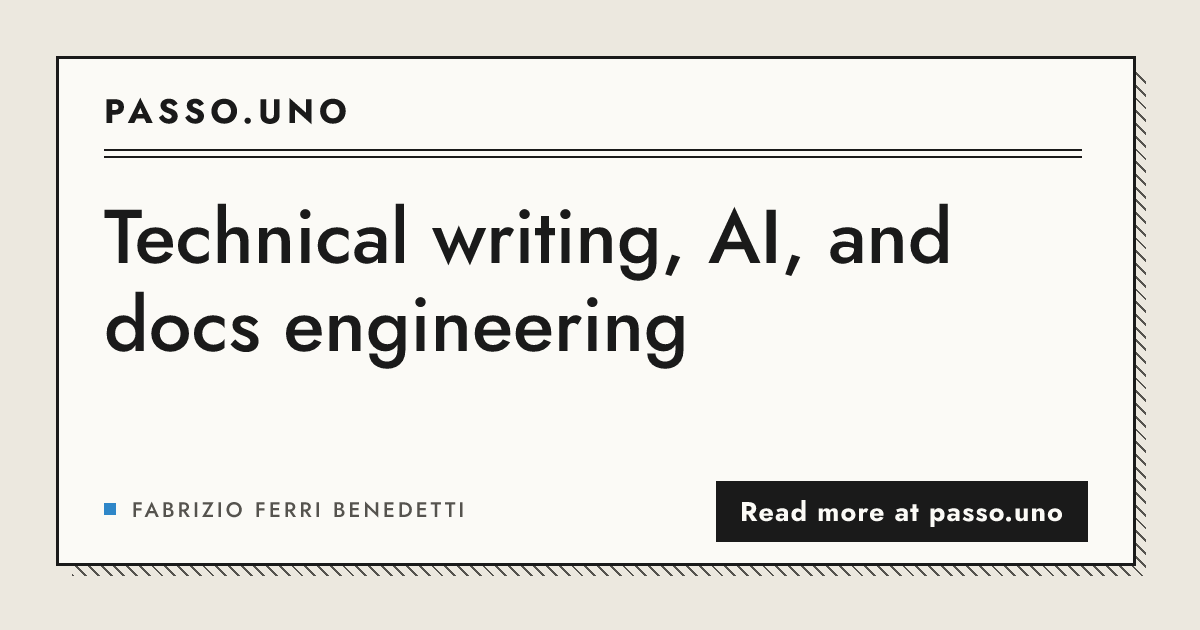 PASSO.UNO
Technical writing, AI, and
docs engineering
FABRIZIO FERRI BENEDETTI
Read more at passo.uno